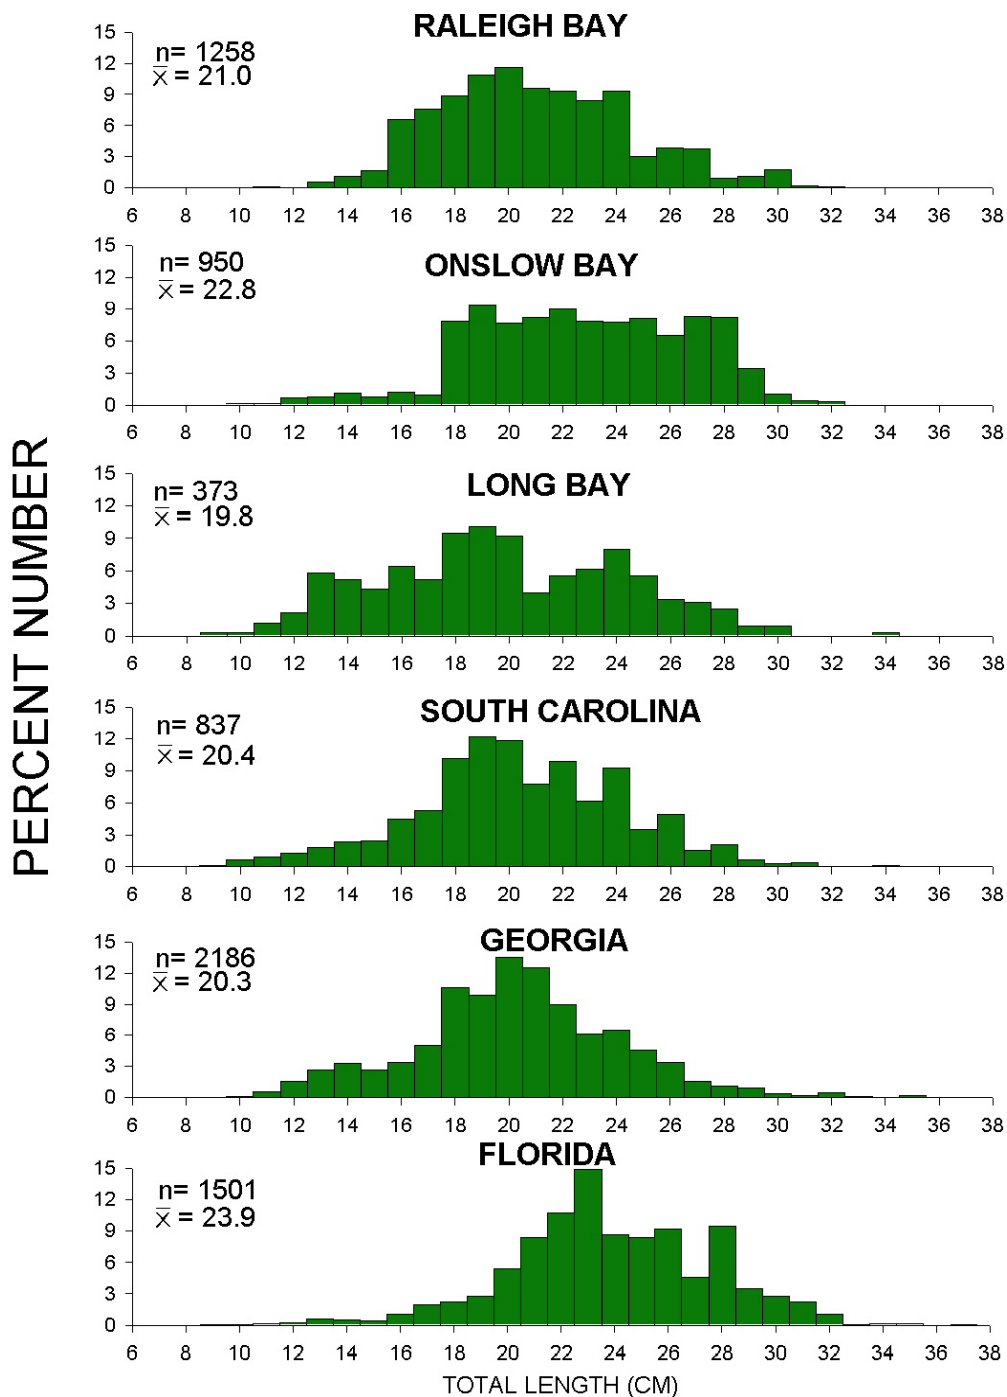 PERCENT NUMBER
RALEIGH BAY
n= 1258
x̅ = 21.0
15
12
9
6
3
0
6 8 10 12 14 16 18 20 22 24 26 28 30 32 34 36 38
ONSLOW BAY
n= 950
x̅ = 22.8
15
12
9
6
3
0
6 8 10 12 14 16 18 20 22 24 26 28 30 32 34 36 38
LONG BAY
n= 373
x̅ = 19.8
15
12
9
6
3
0
6 8 10 12 14 16 18 20 22 24 26 28 30 32 34 36 38
SOUTH CAROLINA
n= 837
x̅ = 20.4
15
12
9
6
3
0
6 8 10 12 14 16 18 20 22 24 26 28 30 32 34 36 38
GEORGIA
n= 2186
x̅ = 20.3
15
12
9
6
3
0
6 8 10 12 14 16 18 20 22 24 26 28 30 32 34 36 38
FLORIDA
n= 1501
x̅ = 23.9
15
12
9
6
3
0
6 8 10 12 14 16 18 20 22 24 26 28 30 32 34 36 38
TOTAL LENGTH (CM)